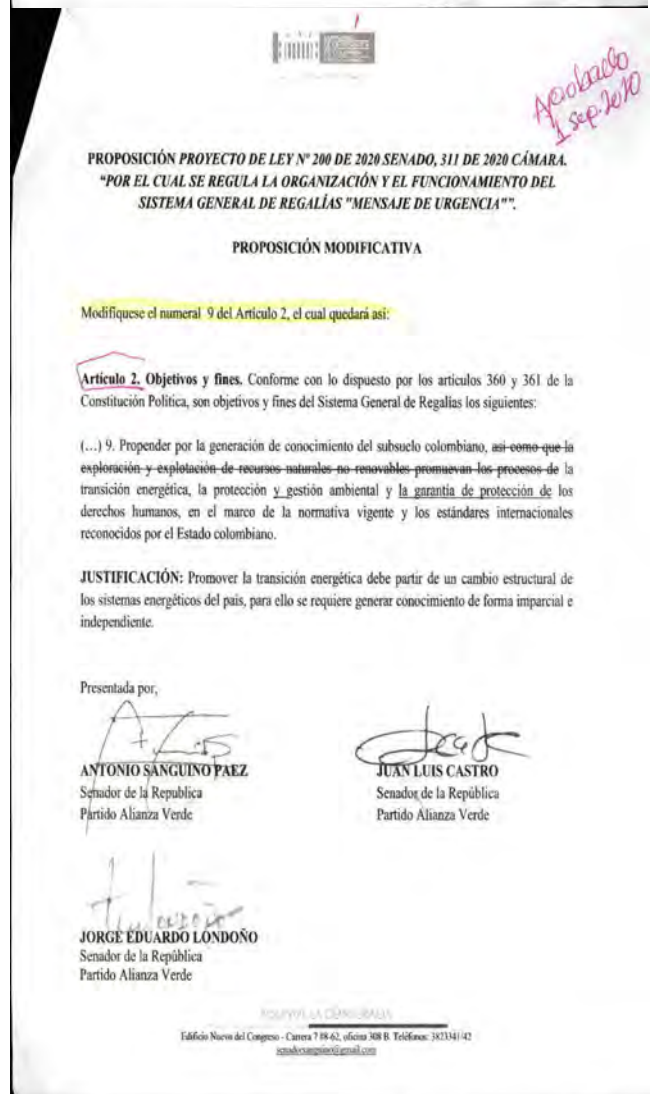 1
Aprobado
1 sep. 2020
PROPOSICIÓN PROYECTO DE LEY N° 200 DE 2020 SENADO, 311 DE 2020 CÁMARA.
“POR EL CUAL SE REGULA LA ORGANIZACIÓN Y EL FUNCIONAMIENTO DEL
SISTEMA GENERAL DE REGALÍAS "MENSAJE DE URGENCIA"”.
PROPOSICIÓN MODIFICATIVA
Modifíquese el numeral 9 del Artículo 2, el cual quedará así:
Artículo 2. Objetivos y fines. Conforme con lo dispuesto por los artículos 360 y 361 de la
Constitución Política, son objetivos y fines del Sistema General de Regalías los siguientes:
(...) 9. Propender por la generación de conocimiento del subsuelo colombiano, así como que la
exploración y explotación de recursos naturales no renovables promuevan los procesos de la
transición energética, la protección y gestión ambiental y la garantía de protección de los
derechos humanos, en el marco de la normativa vigente y los estándares internacionales
reconocidos por el Estado colombiano.
JUSTIFICACIÓN: Promover la transición energética debe partir de un cambio estructural de
los sistemas energéticos del país, para ello se requiere generar conocimiento de forma imparcial e
independiente.
Presentada por,
ANTONIO SANGUINO PAEZ
Senador de la Republica
Partido Alianza Verde
JUAN LUIS CASTRO
Senador de la República
Partido Alianza Verde
JORGE EDUARDO LONDOÑO
Senador de la República
Partido Alianza Verde
Edificio Nuevo del Congreso - Carrera 7 #8-62, oficina 308 B. Teléfonos: 3823341/42
senadorsanguino@gmail.com